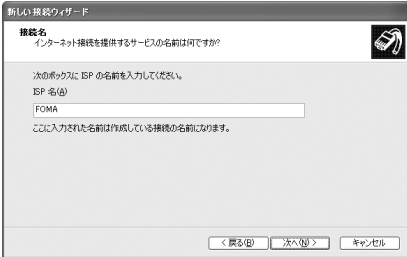 新しい接続ウィザード
接続名
インターネット接続を提供するサービスの名前は何ですか?
次のボックスに ISP の名前を入力してください。
ISP 名(A)
FOMA
ここに入力された名前は作成している接続の名前になります。
< 戻る(B) 次へ(N) > キャンセル